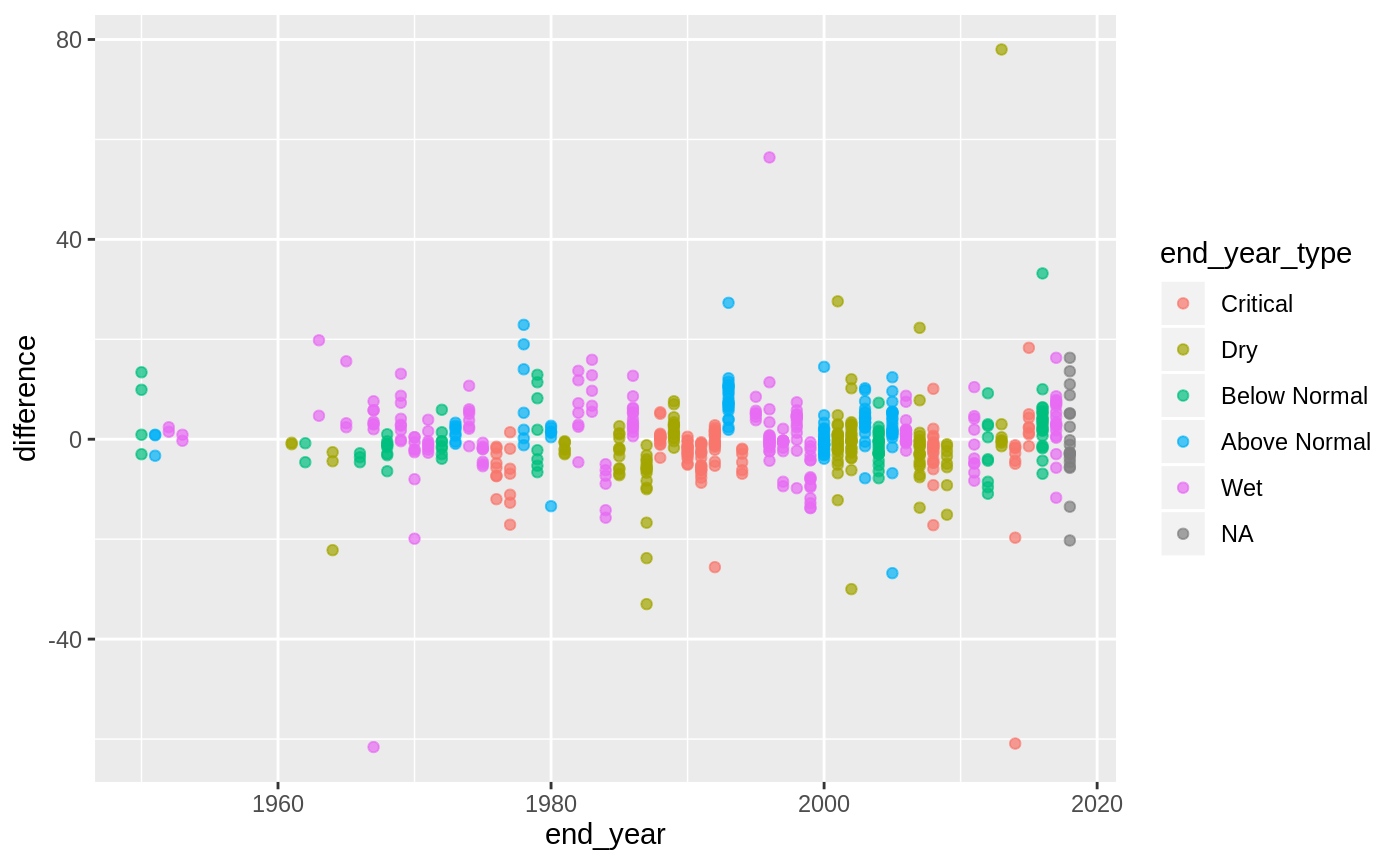 80
40
0
-40
difference
1960
1980
2000
2020
end_year
end_year_type
Critical
Dry
Below Normal
Above Normal
Wet
NA